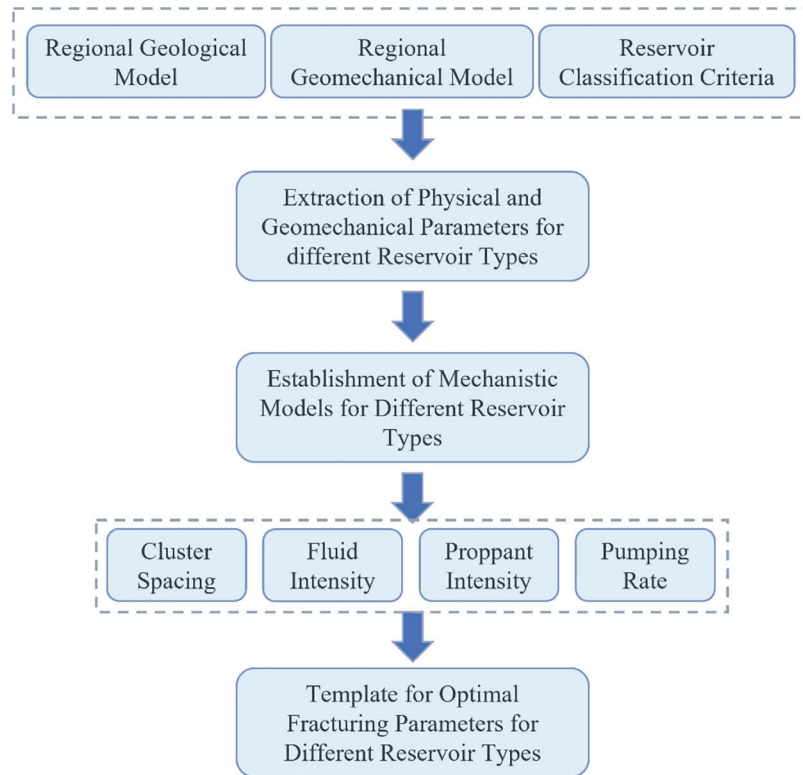 Regional Geological
Model
Regional
Geomechanical Model
Reservoir
Classification Criteria
Extraction of Physical and
Geomechanical Parameters for
different Reservoir Types
Establishment of Mechanistic
Models for Different Reservoir
Types
Cluster
Spacing
Fluid
Intensity
Proppant
Intensity
Pumping
Rate
Template for Optimal
Fracturing Parameters for
Different Reservoir Types